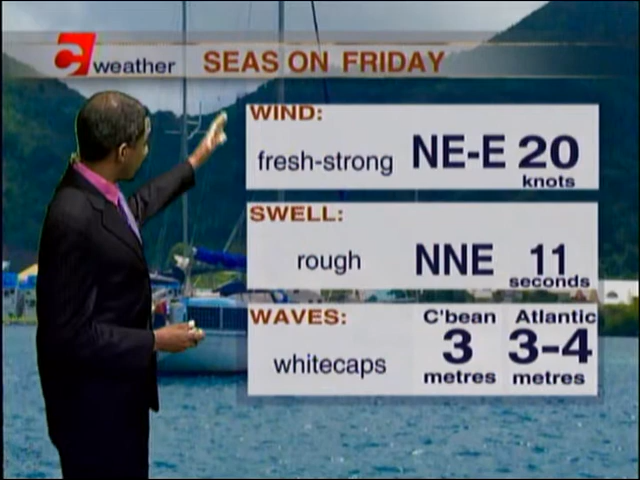 weather SEAS ON FRIDAY
WIND:
fresh-strong NE-E 20
knots
SWELL:
rough NNE 11
seconds
WAVES: C'bean Atlantic
whitecaps 3 3-4
metres metres